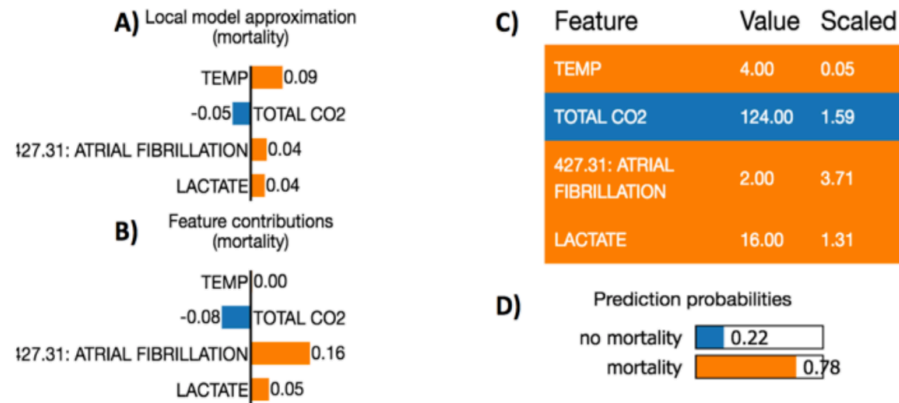 A) Local model approximation
(mortality)
TEMP 0.09
-0.05 TOTAL CO2
427.31: ATRIAL FIBRILLATION 0.04
LACTATE 0.04
B) Feature contributions
(mortality)
TEMP 0.00
-0.08 TOTAL CO2
427.31: ATRIAL FIBRILLATION 0.16
LACTATE 0.05
C) Feature Value Scaled
TEMP 4.00 0.05
TOTAL CO2 124.00 1.59
427.31: ATRIAL
FIBRILLATION 2.00 3.71
LACTATE 16.00 1.31
D) Prediction probabilities
no mortality 0.22
mortality 0.78